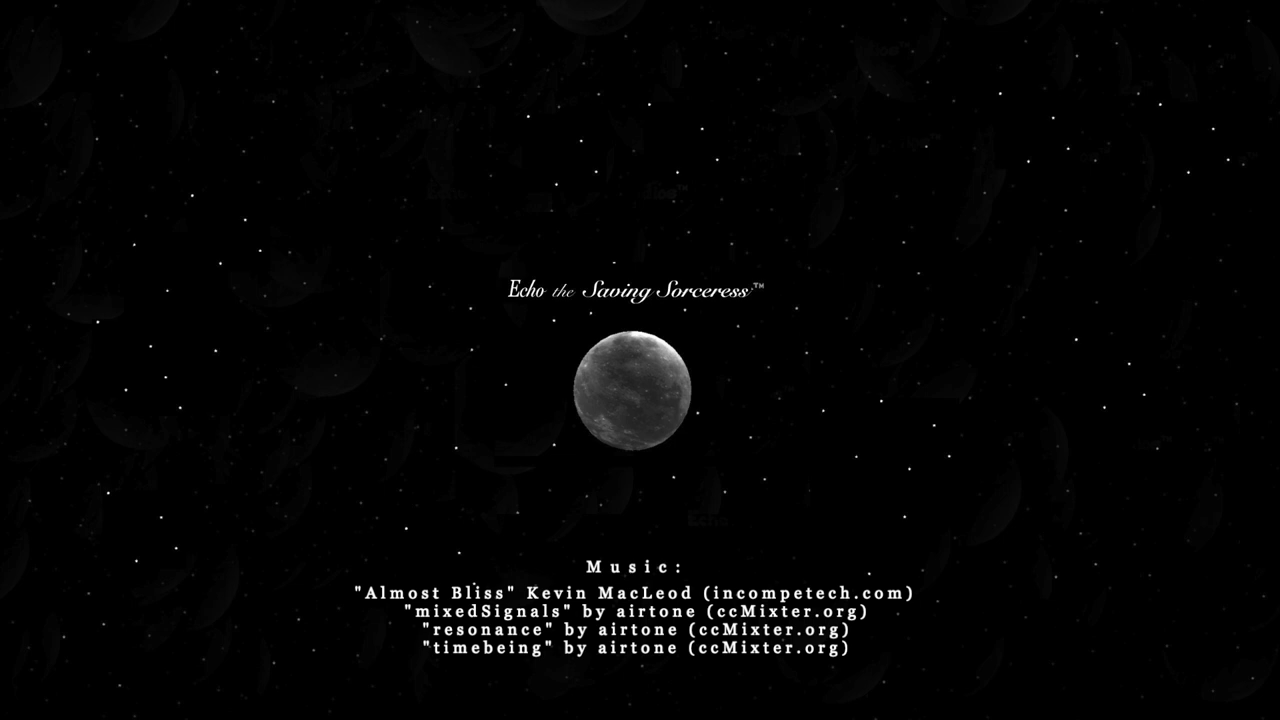 Echo the Saving Sorceress™
Music:
"Almost Bliss" Kevin MacLeod (incompetech.com)
"mixedSignals" by airtone (ccMixter.org)
"resonance" by airtone (ccMixter.org)
"timebeing" by airtone (ccMixter.org)